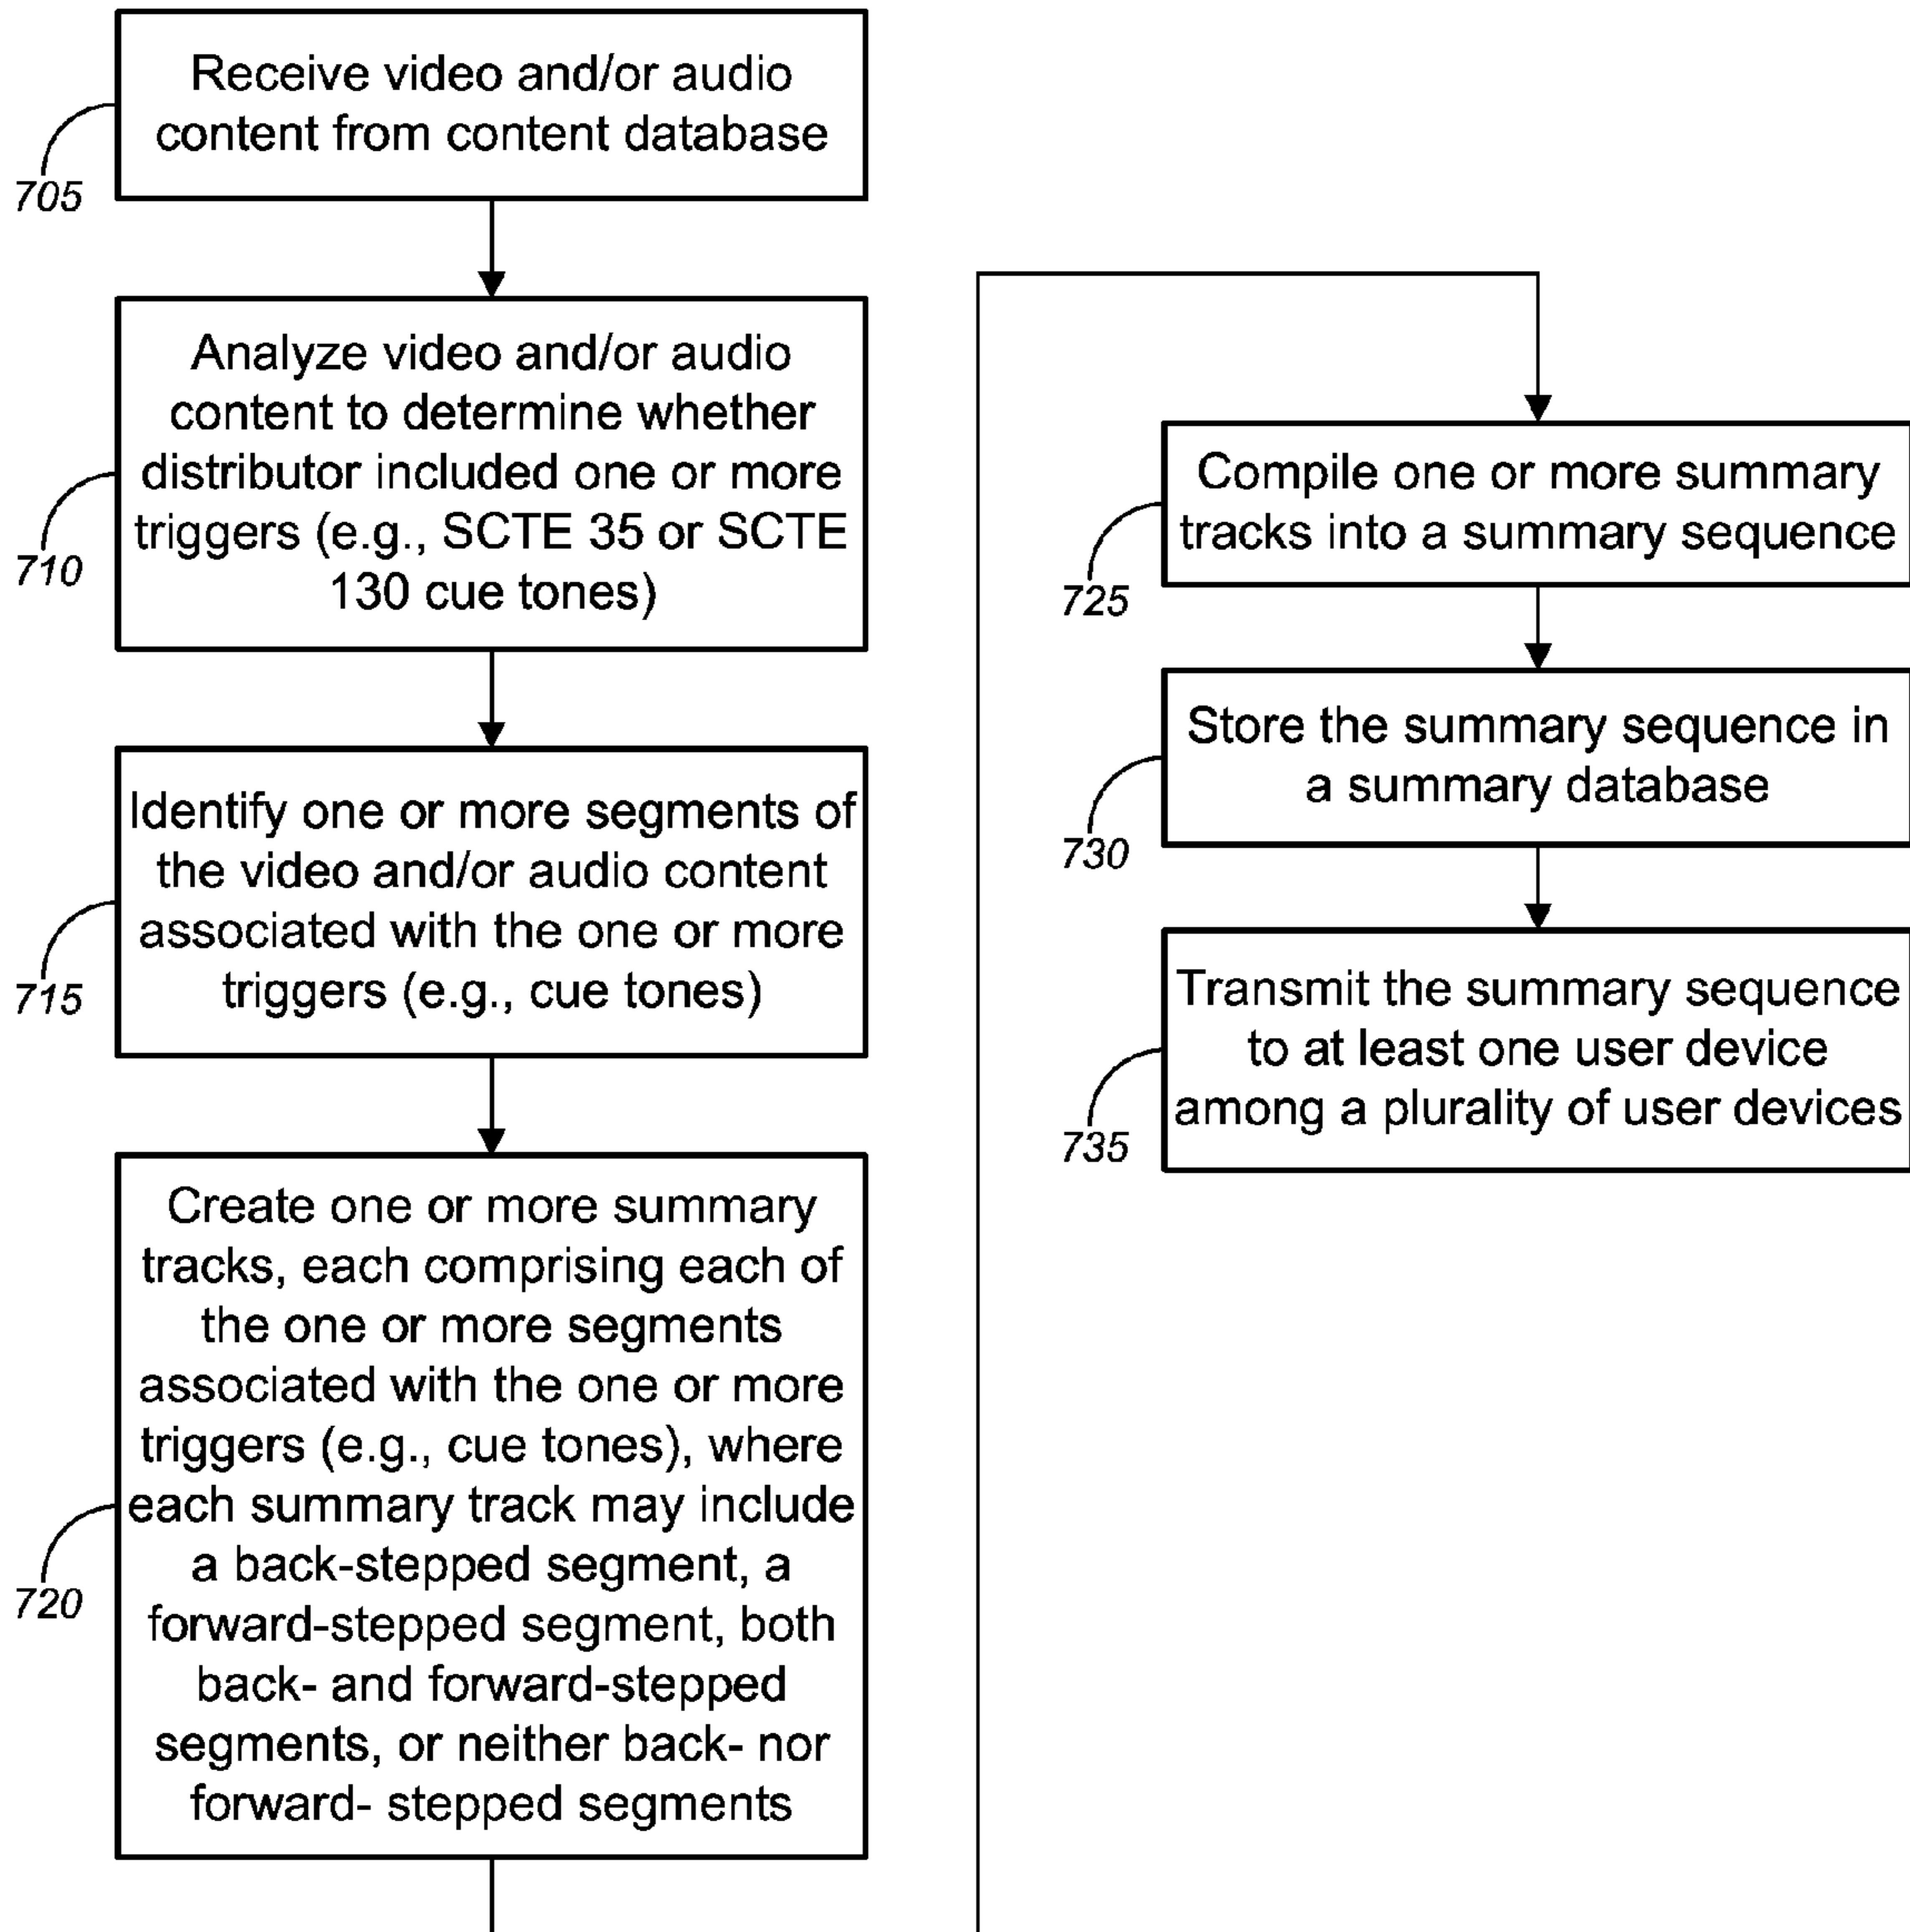 Receive video and/or audio
content from content database
705
Analyze video and/or audio
content to determine whether
distributor included one or more
triggers (e.g., SCTE 35 or SCTE
130 cue tones)
710
Identify one or more segments of
the video and/or audio content
associated with the one or more
triggers (e.g., cue tones)
715
Create one or more summary
tracks, each comprising each of
the one or more segments
associated with the one or more
triggers (e.g., cue tones), where
each summary track may include
a back-stepped segment, a
forward-stepped segment, both
back- and forward-stepped
segments, or neither back- nor
forward- stepped segments
720
Compile one or more summary
tracks into a summary sequence
725
Store the summary sequence in
a summary database
730
Transmit the summary sequence
to at least one user device
among a plurality of user devices
735